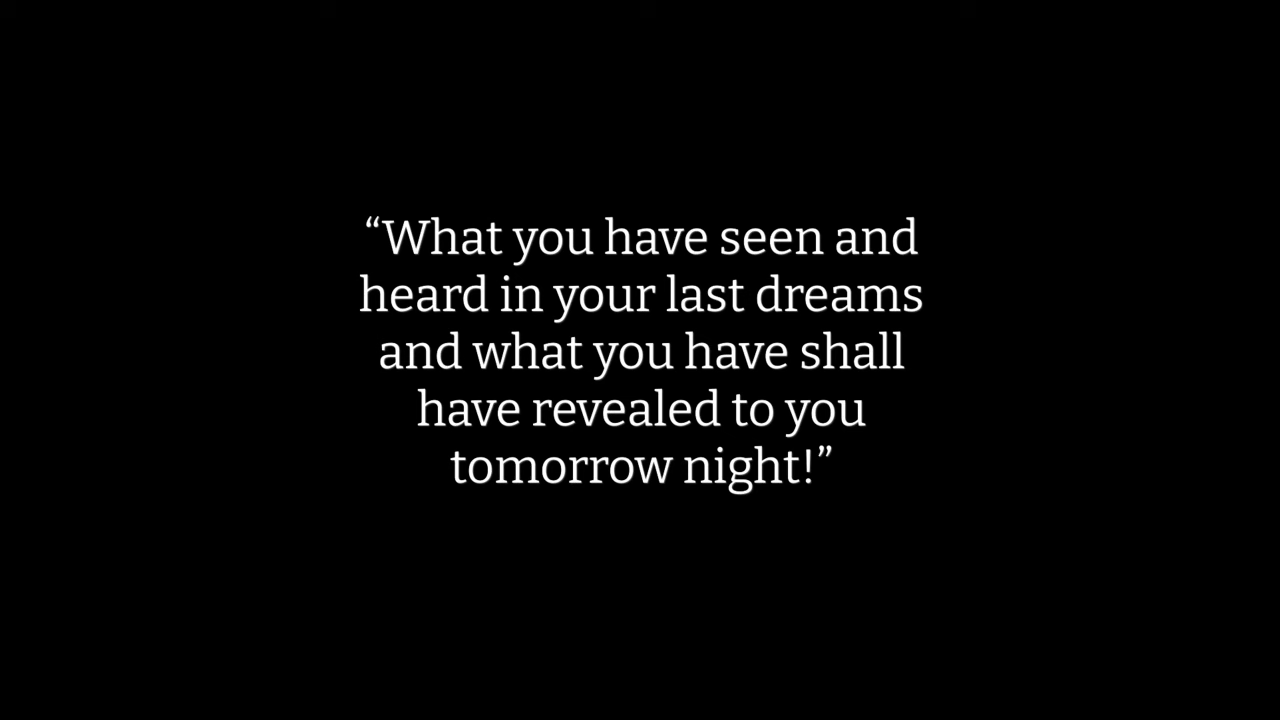 “What you have seen and
heard in your last dreams
and what you have shall
have revealed to you
tomorrow night!”